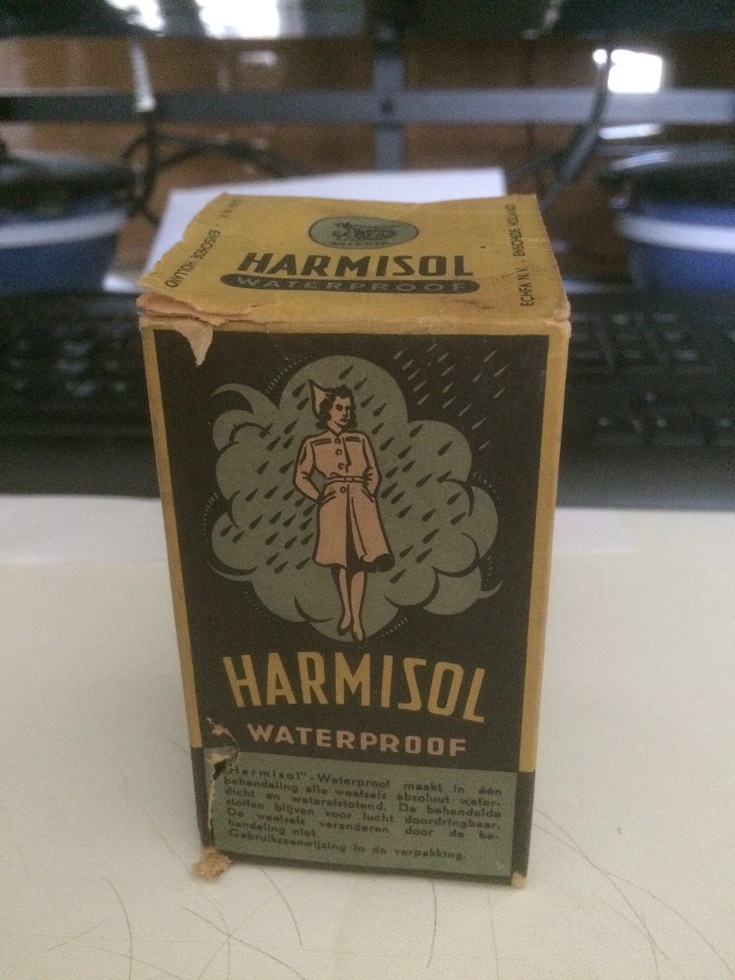 HARMISOL
WATERPROOF
ENSCHEDE HOLLAND
ECHFA N.V. - ENSCHEDE HOLLAND
HARMISOL
WATERPROOF
„Harmisol"-Waterproof maakt in één
behandeling alle weefsels absoluut water-
dicht en waterafstotend. De behandelde
stoffen blijven voor lucht doordringbaar.
De weefsels veranderen door de be-
handeling niet.
Gebruiksaanwijzing in de verpakking.